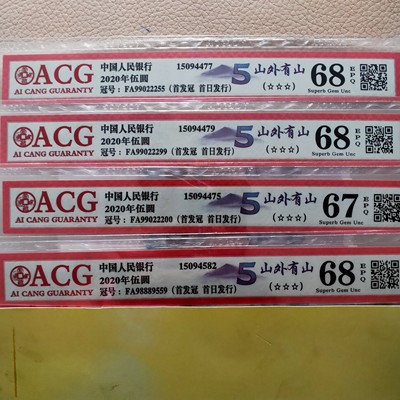 ACG
AI CANG GUARANTY
中国人民银行 15094477
2020年伍圆
冠号：FA99022255（首发冠 首日发行）
5 山外有山
（☆☆☆）
68 EPQ
Superb Gem Unc
ACG
AI CANG GUARANTY
中国人民银行 15094479
2020年伍圆
冠号：FA99022299（首发冠 首日发行）
5 山外有山
（☆☆☆）
68 EPQ
Superb Gem Unc
ACG
AI CANG GUARANTY
中国人民银行 15094475
2020年伍圆
冠号：FA99022200（首发冠 首日发行）
5 山外有山
（☆☆☆）
67 EPQ
Superb Gem Unc
ACG
AI CANG GUARANTY
中国人民银行 15094582
2020年伍圆
冠号：FA98889559（首发冠 首日发行）
5 山外有山
（☆☆☆）
68 EPQ
Superb Gem Unc